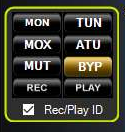 MON TUN
MOX ATU
MUT BYP
REC PLAY
Rec/Play ID